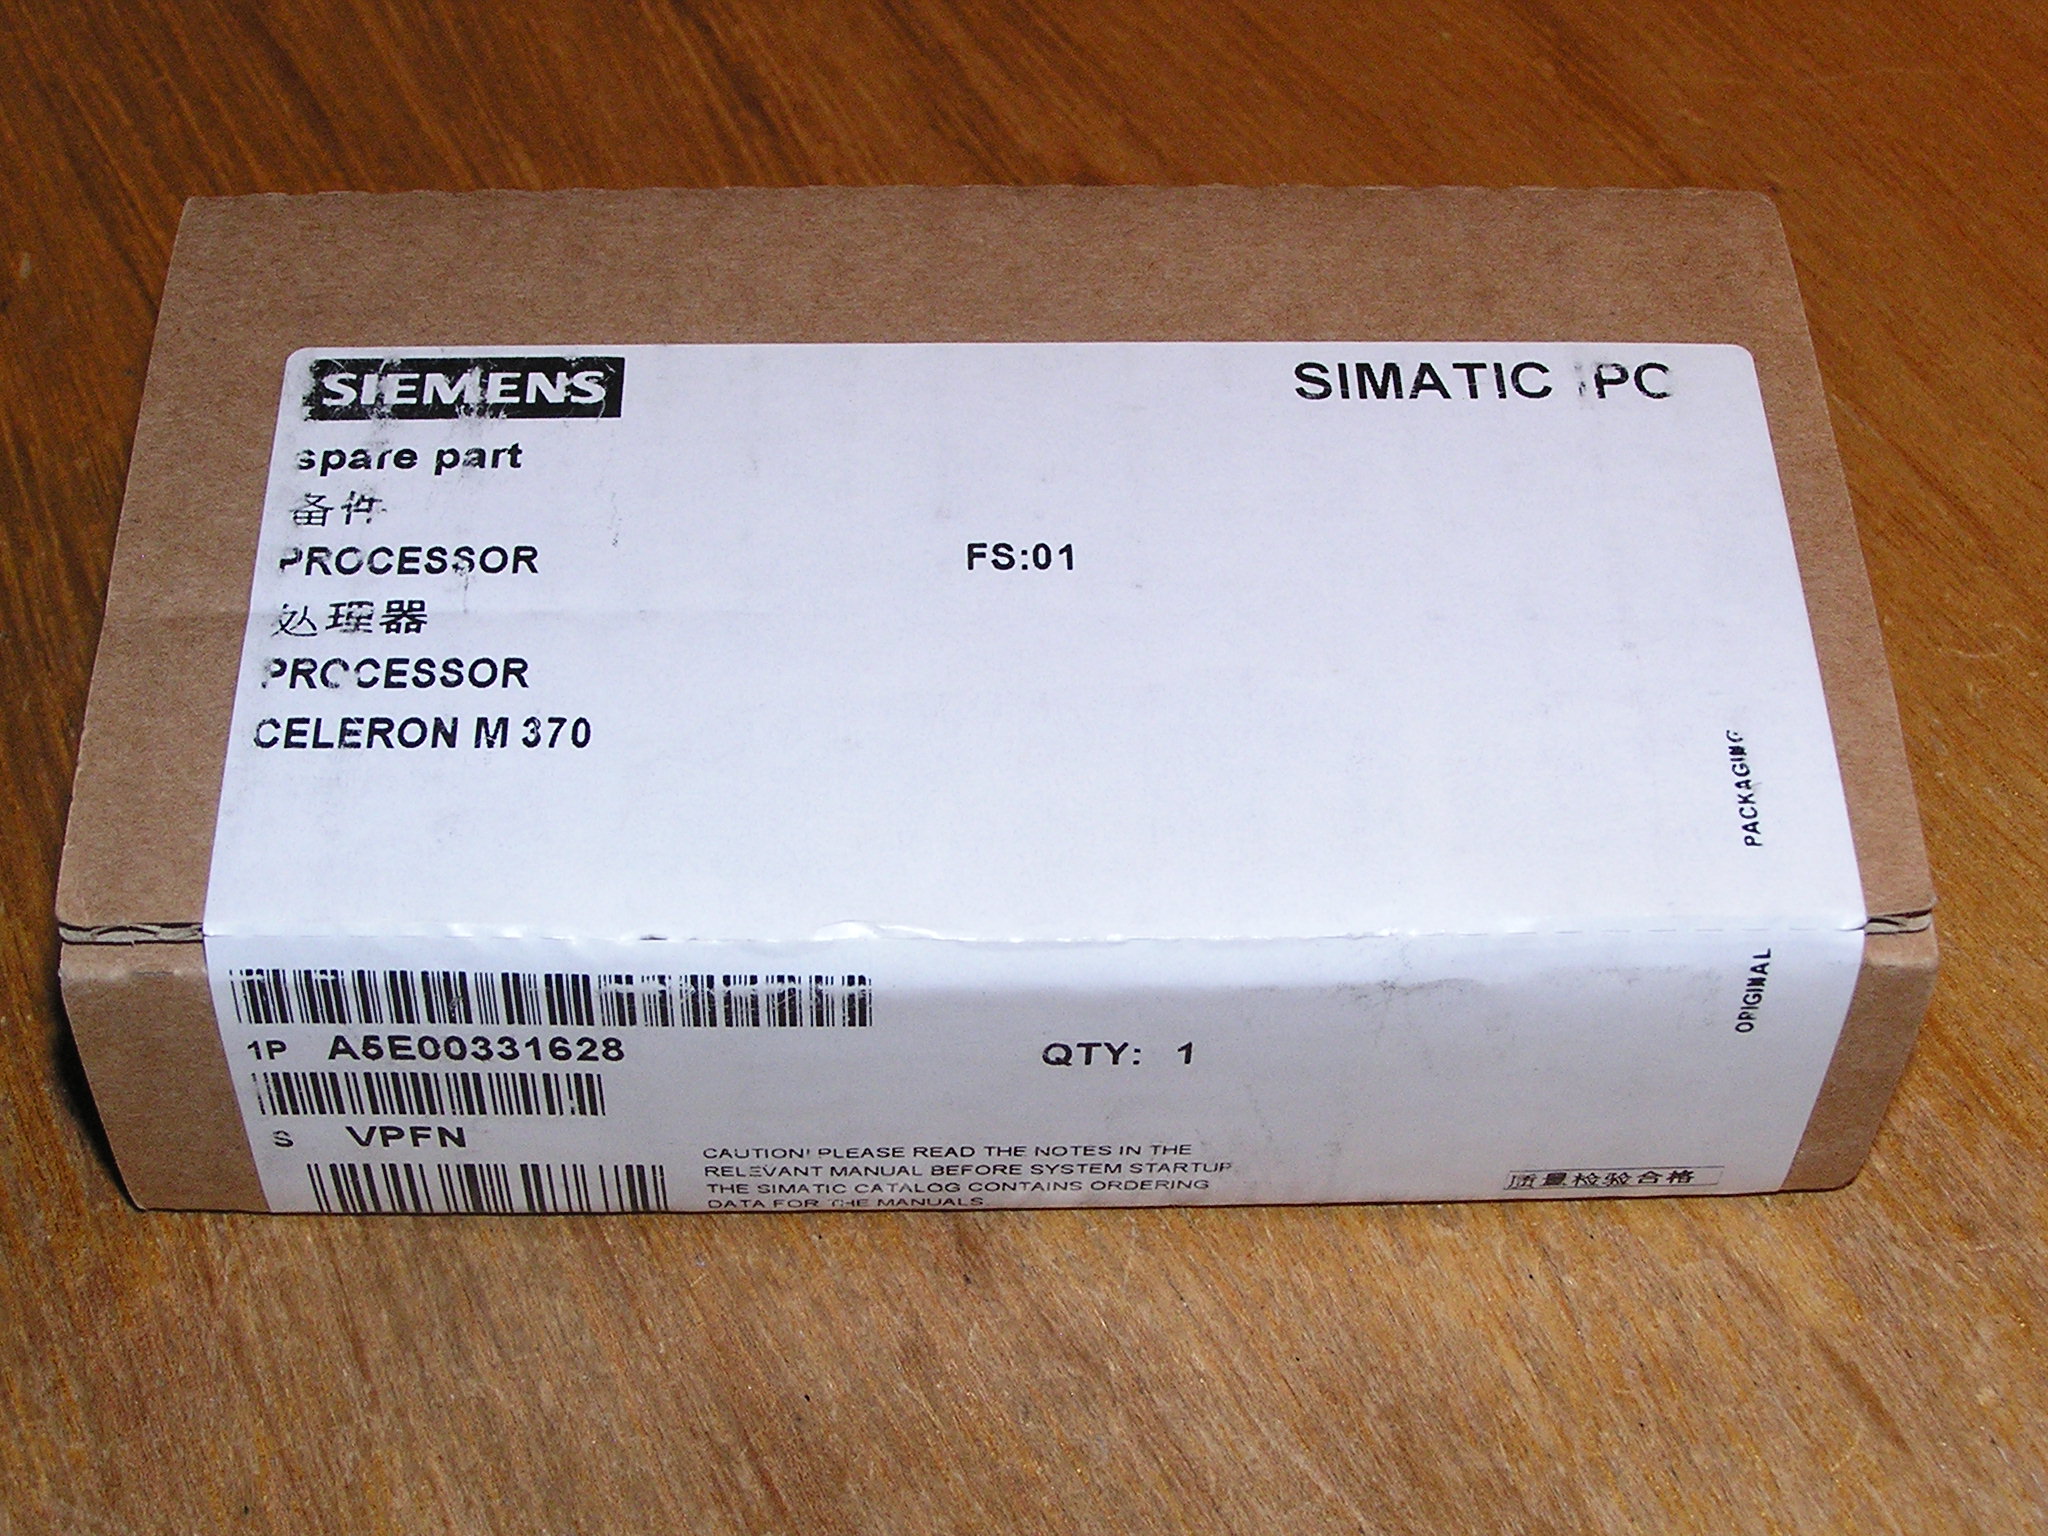 SIEMENS
SIMATIC IPC
spare part
备件
PROCESSOR
FS:01
处理器
PROCESSOR
CELERON M 370
ORIGINAL PACKAGING
1P A5E00331628
QTY: 1
S VPFN
CAUTION! PLEASE READ THE NOTES IN THE
RELEVANT MANUAL BEFORE SYSTEM STARTUP
THE SIMATIC CATALOG CONTAINS ORDERING
DATA FOR THE MANUALS
质量检验合格